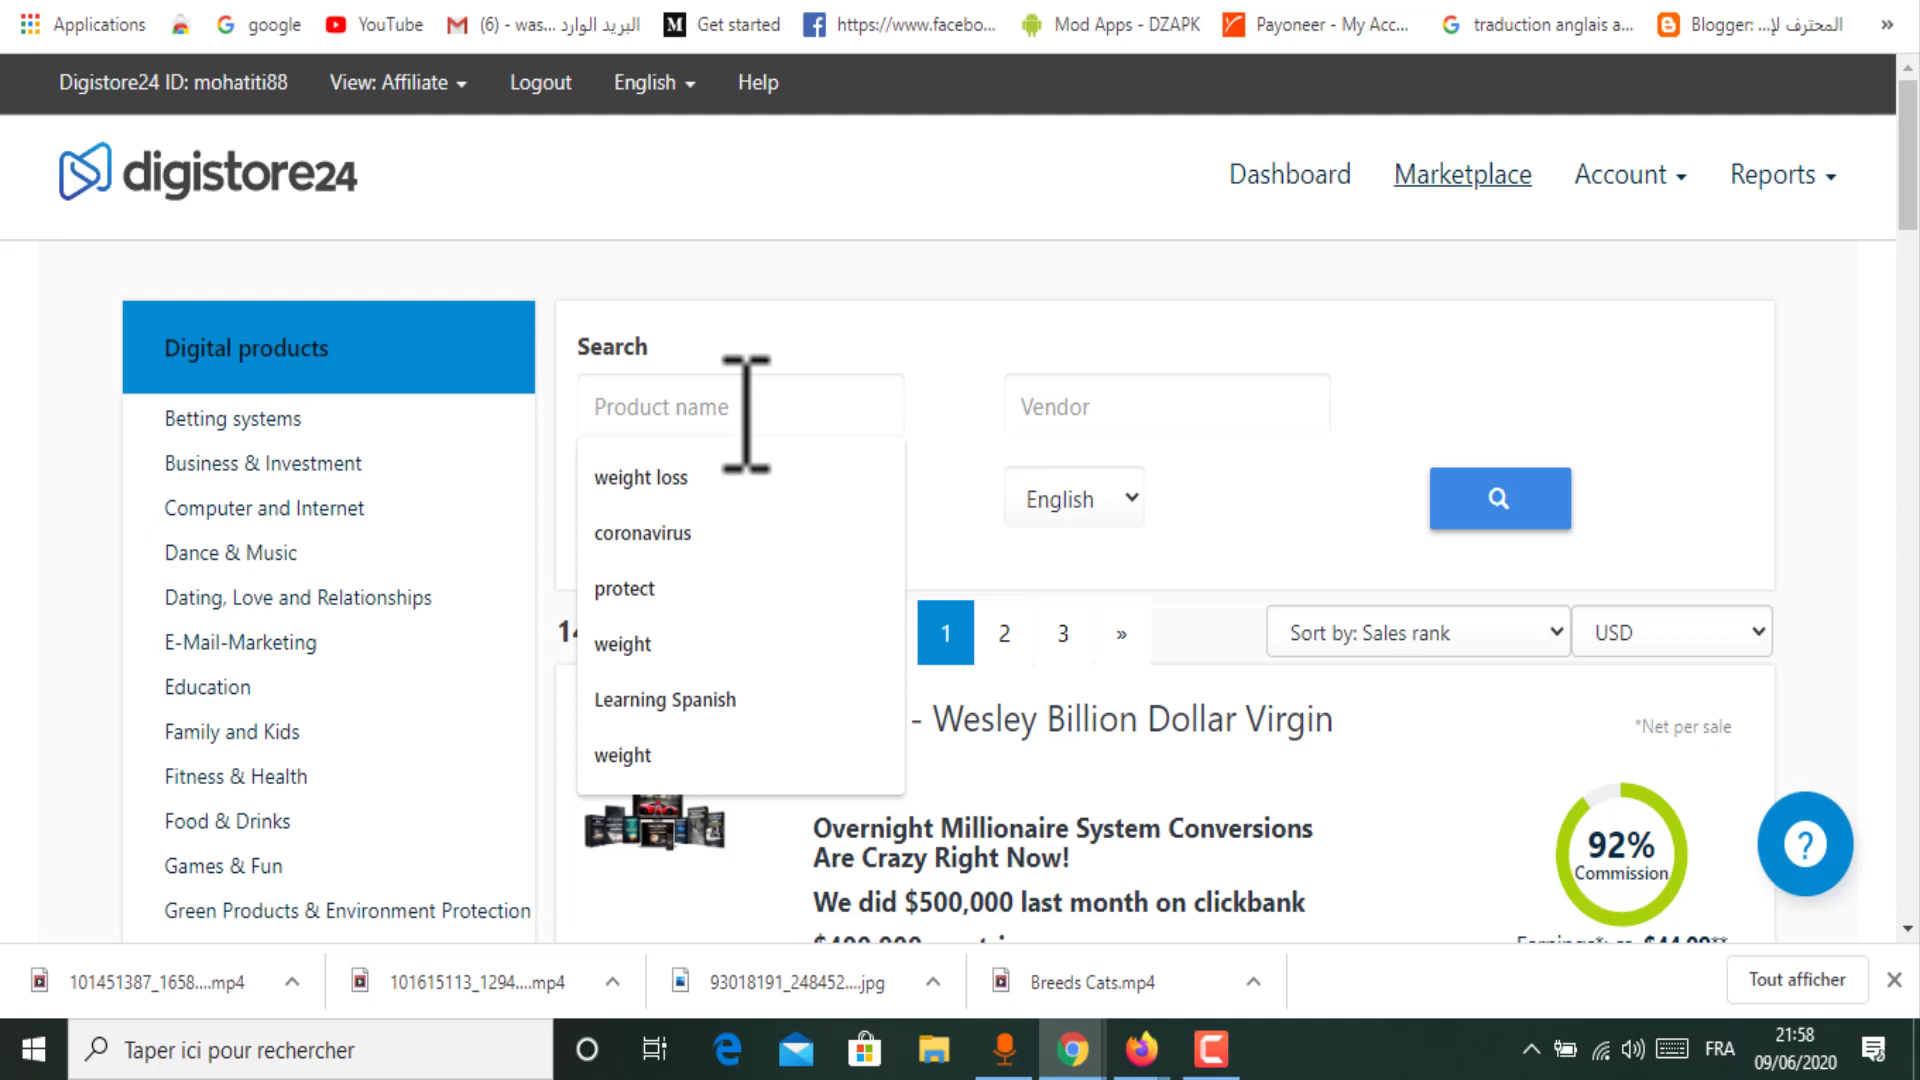 Applications
google
YouTube
(6) - was... البريد الوارد
Get started
https://www.facebo...
Mod Apps - DZAPK
Payoneer - My Acc...
traduction anglais a...
Blogger: ...المحترف لإ
»
Digistore24 ID: mohatiti88
View: Affiliate
Logout
English
Help
digistore24
Dashboard
Marketplace
Account
Reports
Digital products
Betting systems
Business & Investment
Computer and Internet
Dance & Music
Dating, Love and Relationships
E-Mail-Marketing
Education
Family and Kids
Fitness & Health
Food & Drinks
Games & Fun
Green Products & Environment Protection
Search
Product name
Vendor
weight loss
coronavirus
protect
weight
Learning Spanish
weight
English
1 2 3 »
Sort by: Sales rank
USD
- Wesley Billion Dollar Virgin
*Net per sale
Overnight Millionaire System Conversions
Are Crazy Right Now!
We did $500,000 last month on clickbank
92%
Commission
?
101451387_1658....mp4
101615113_1294....mp4
93018191_248452....jpg
Breeds Cats.mp4
Tout afficher
Taper ici pour rechercher
FRA
21:58
09/06/2020